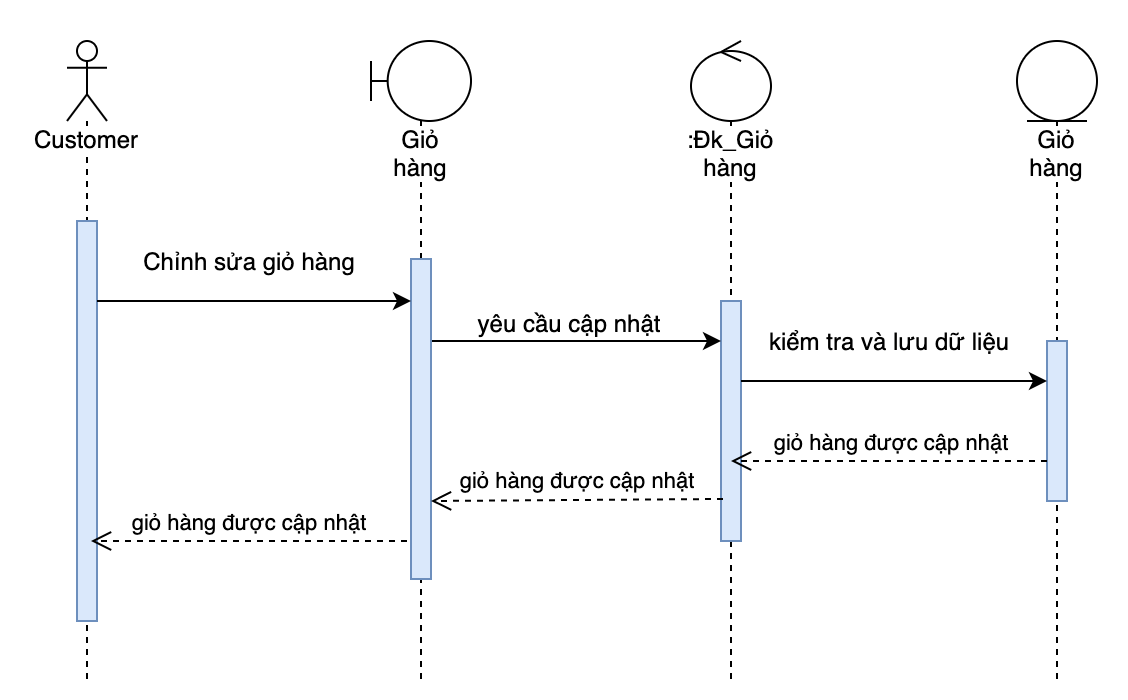 Customer
Giỏ
hàng
:Đk_Giỏ
hàng
Giỏ
hàng
Chỉnh sửa giỏ hàng
yêu cầu cập nhật
kiểm tra và lưu dữ liệu
giỏ hàng được cập nhật
giỏ hàng được cập nhật
giỏ hàng được cập nhật